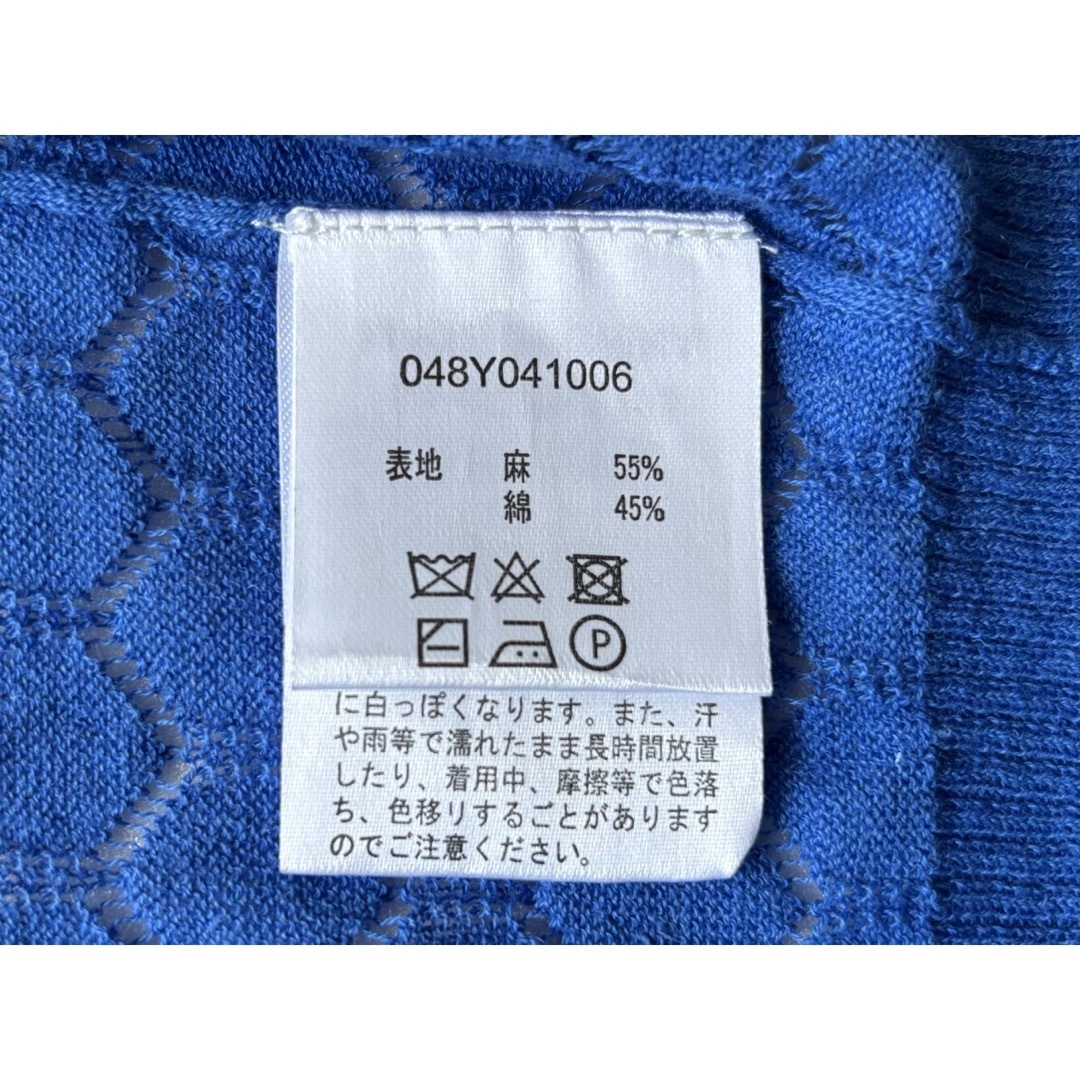 048Y041006
表地 麻 55%
綿 45%
P
に白っぽくなります。また、汗
や雨等で濡れたまま長時間放置
したり、着用中、摩擦等で色落
ち、色移りするごとがあります
のでご注意ください。